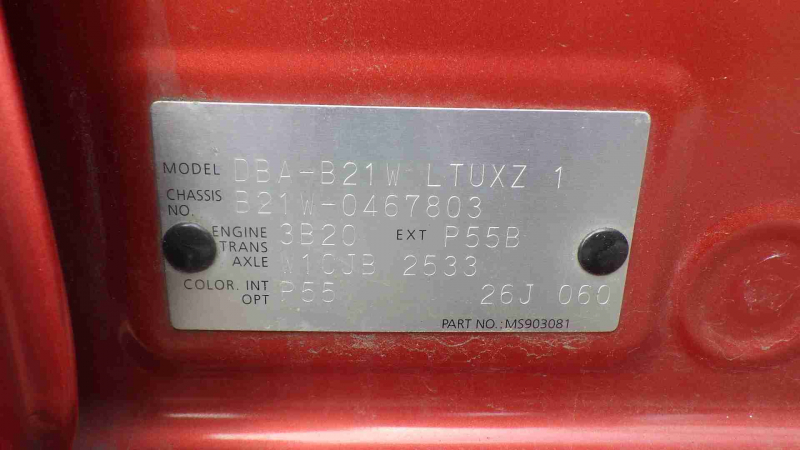 MODEL DBA-B21W LTUXZ 1
CHASSIS NO. B21W-0467803
ENGINE 3B20 EXT P55B
TRANS AXLE W1CJB 2533
COLOR. INT OPT P55 26J 060
PART NO.: MS903081